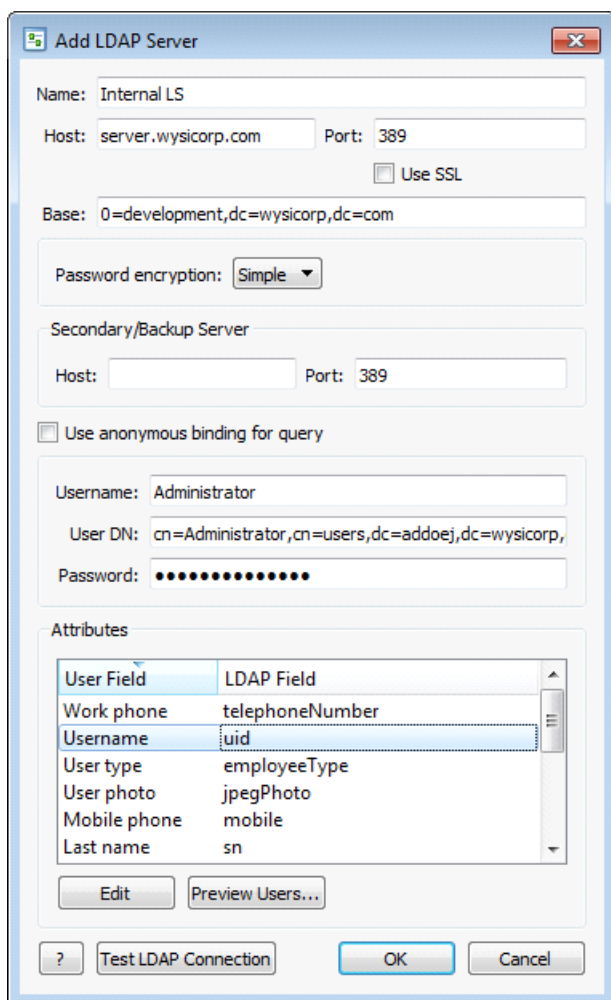 Add LDAP Server
Name: Internal LS
Host: server.wysicorp.com Port: 389
Use SSL
Base: 0=development,dc=wysicorp,dc=com
Password encryption: Simple
Secondary/Backup Server
Host: Port: 389
Use anonymous binding for query
Username: Administrator
User DN: cn=Administrator,cn=users,dc=addoej,dc=wysicorp,
Password: ●●●●●●●●●●●●●●
Attributes
User Field LDAP Field
Work phone telephoneNumber
Username uid
User type employeeType
User photo jpegPhoto
Mobile phone mobile
Last name sn
Edit Preview Users...
? Test LDAP Connection OK Cancel